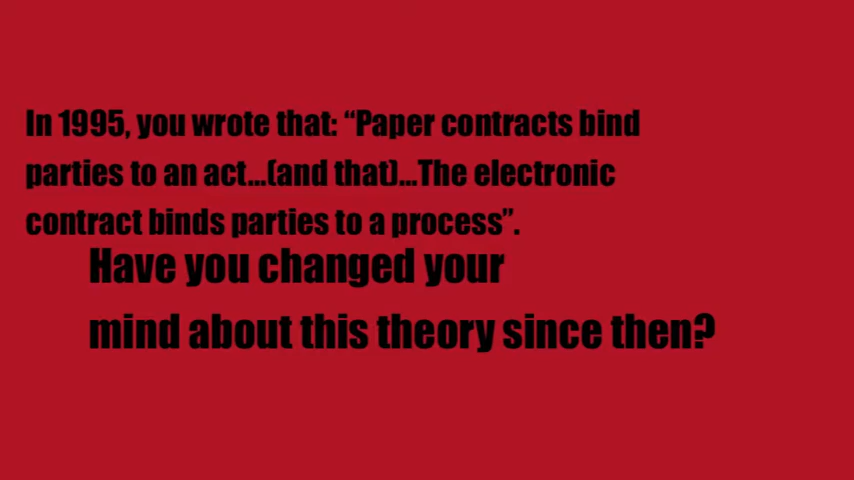 In 1995, you wrote that: “Paper contracts bind
parties to an act...(and that)...The electronic
contract binds parties to a process”.
Have you changed your
mind about this theory since then?